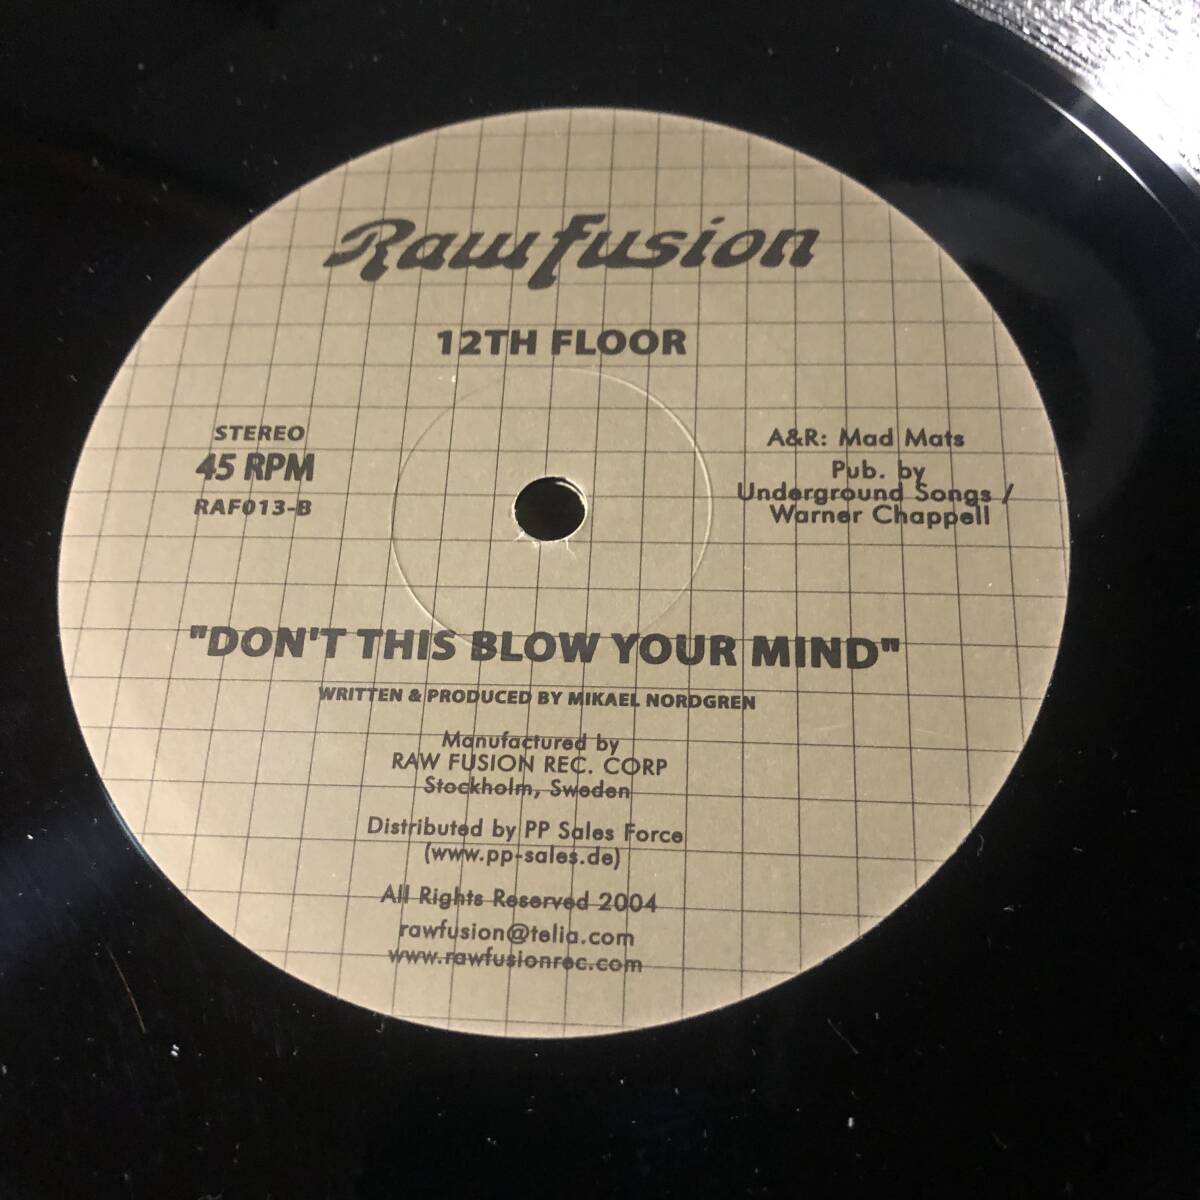 Raw fusion
12TH FLOOR
STEREO
45 RPM
RAF013-B
A&R: Mad Mats
Pub. by
Underground Songs /
Warner Chappell
"DON'T THIS BLOW YOUR MIND"
WRITTEN & PRODUCED BY MIKAEL NORDGREN
Manufactured by
RAW FUSION REC. CORP
Stockholm, Sweden
Distributed by PP Sales Force
(www.pp-sales.de)
All Rights Reserved 2004
rawfusion@telia.com
www.rawfusionrec.com